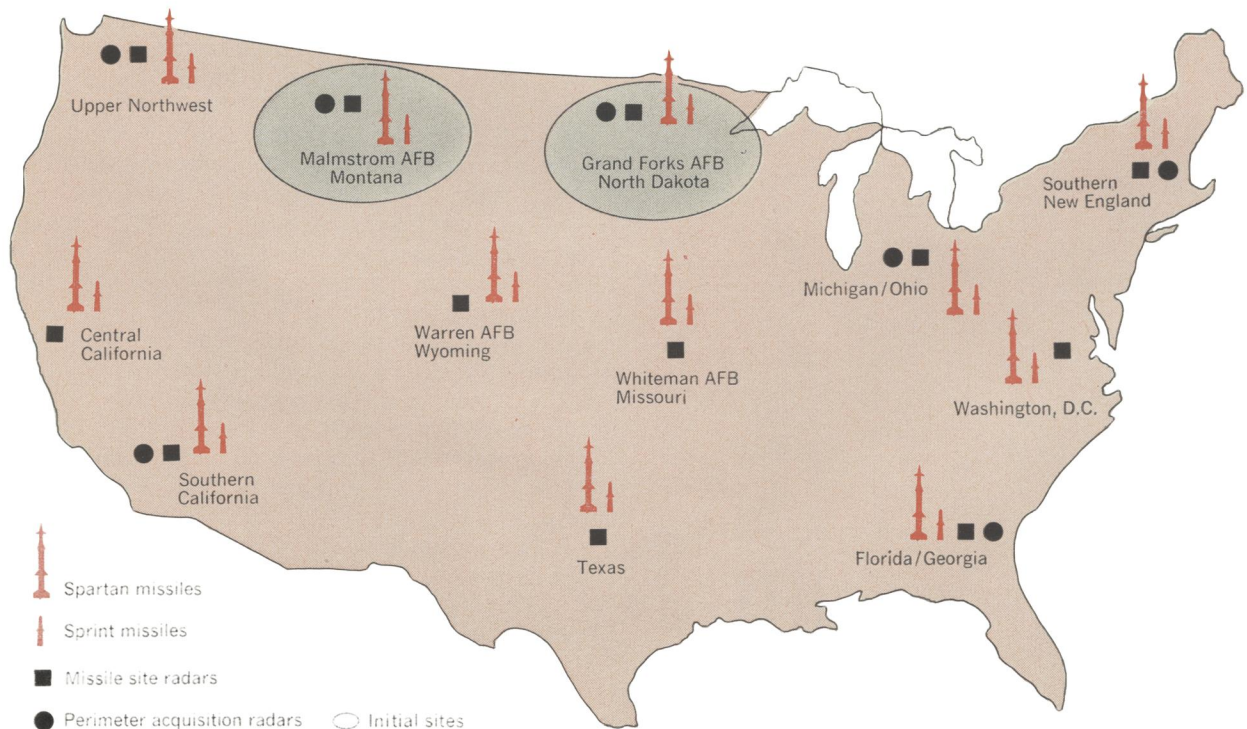 Upper Northwest
Malmstrom AFB
Montana
Grand Forks AFB
North Dakota
Southern
New England
Michigan/Ohio
Central
California
Warren AFB
Wyoming
Whiteman AFB
Missouri
Washington, D.C.
Southern
California
Texas
Florida/Georgia
Spartan missiles
Sprint missiles
Missile site radars
Perimeter acquisition radars
Initial sites